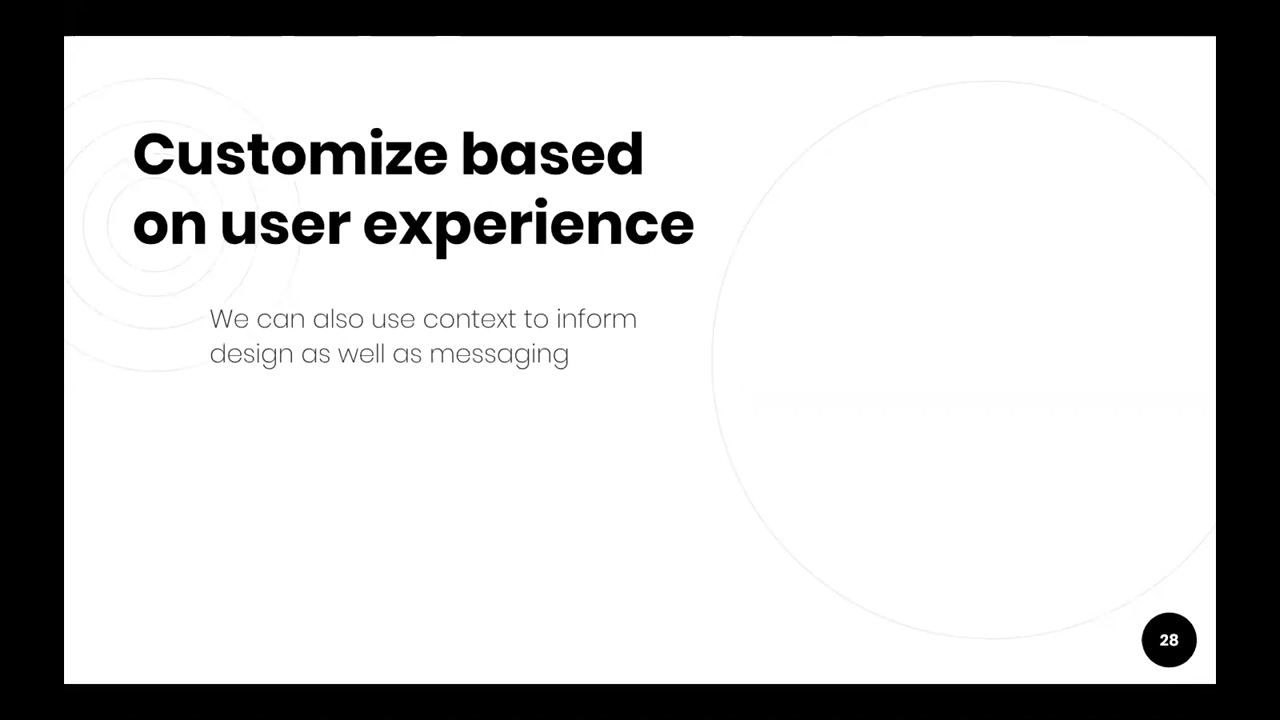 Customize based
on user experience
We can also use context to inform
design as well as messaging
28